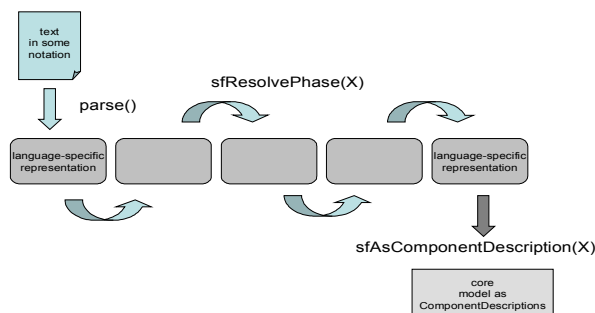 text
in some
notation
sfResolvePhase(X)
parse()
language-specific
representation
language-specific
representation
sfAsComponentDescription(X)
core
model as
ComponentDescriptions